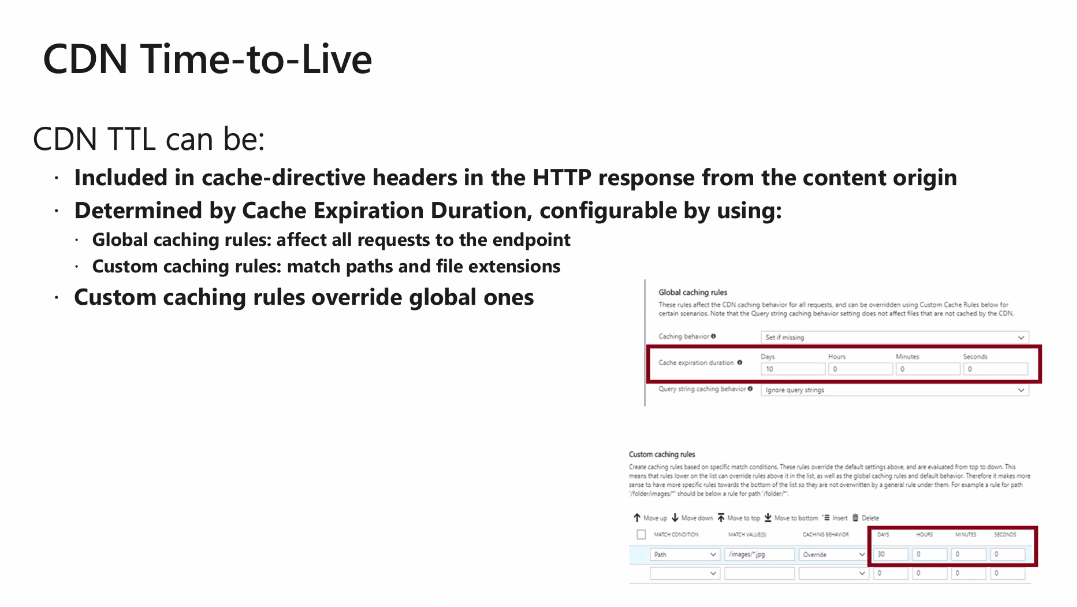 CDN Time-to-Live
CDN TTL can be:
· Included in cache-directive headers in the HTTP response from the content origin
· Determined by Cache Expiration Duration, configurable by using:
· Global caching rules: affect all requests to the endpoint
· Custom caching rules: match paths and file extensions
· Custom caching rules override global ones
Global caching rules
These rules affect the CDN caching behavior for all requests, and can be overridden using Custom Cache Rules below for
certain scenarios. Note that the Query string caching behavior setting does not affect files that are not cached by the CDN.
Caching behavior Set if missing
Days Hours Minutes Seconds
Cache expiration duration
10 0 0 0
Query string caching behavior Ignore query strings
Custom caching rules
Create caching rules based on specific match conditions. These rules override the default settings above, and are evaluated from top to down. This
means that rules lower on the list can override rules above it in the list, as well as the global caching rules and default behavior. Therefore it makes more
sense to have more specific rules towards the bottom of the list so they are not overwritten by a general rule under them. For example a rule for path
'/folder/images/*' should be below a rule for path '/folder/*'.
Move up Move down Move to top Move to bottom Insert Delete
MATCH CONDITION MATCH VALUE(S) CACHING BEHAVIOR DAYS HOURS MINUTES SECONDS
Path /images/*.jpg Override 30 0 0 0
0 0 0 0